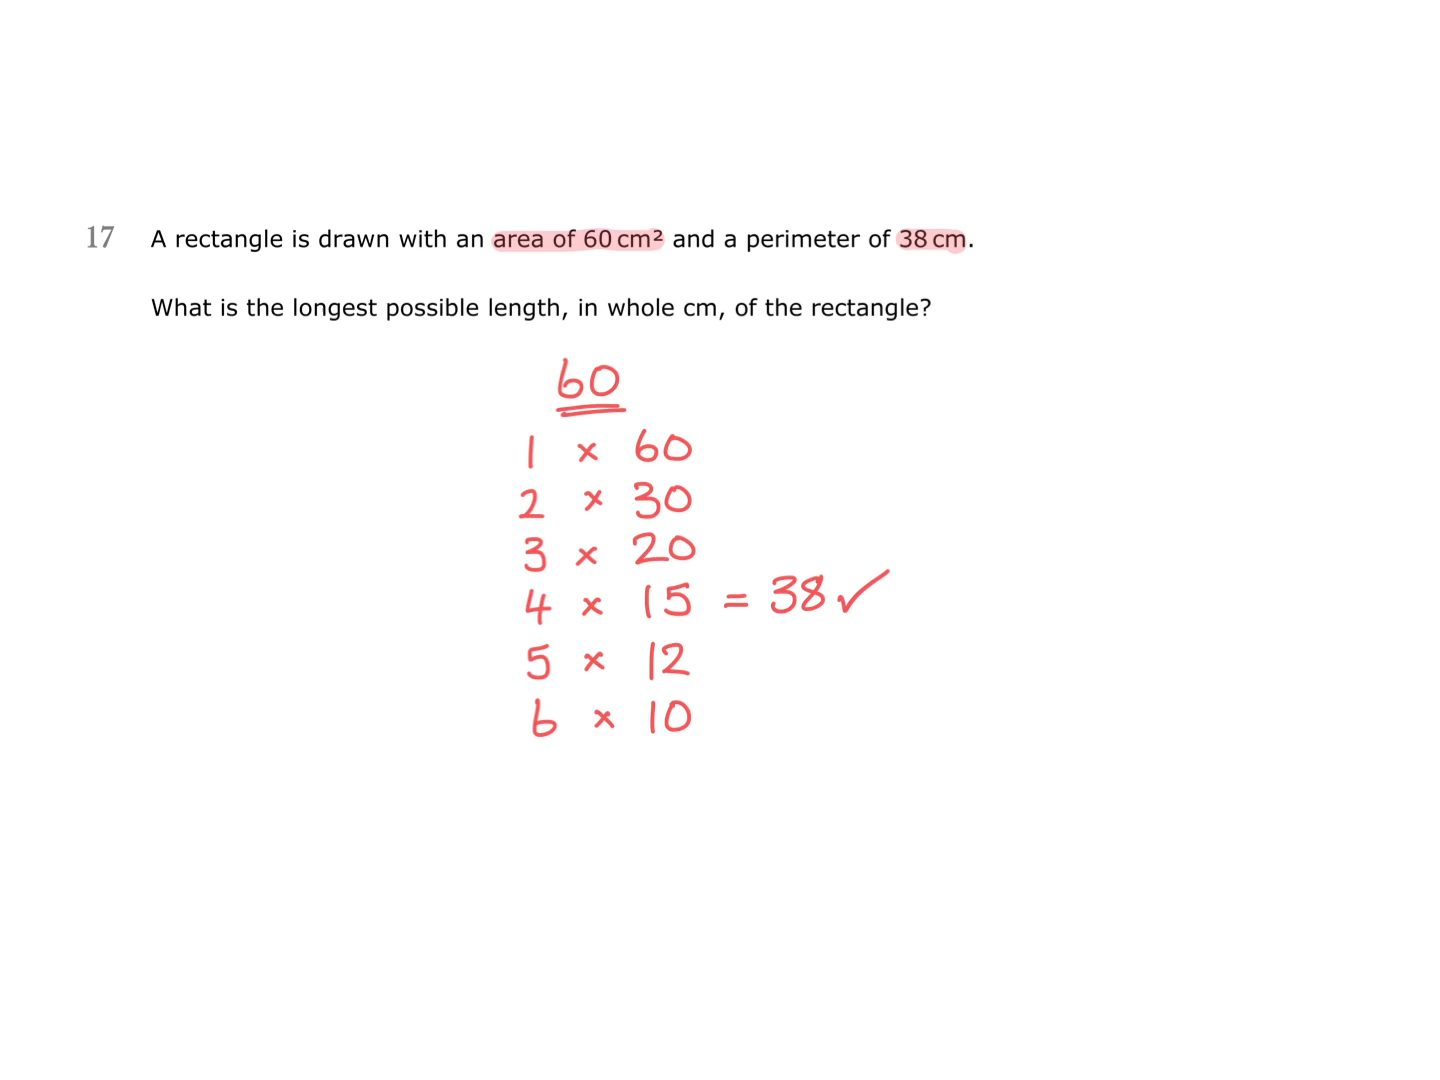 17 A rectangle is drawn with an area of 60 cm² and a perimeter of 38 cm.
What is the longest possible length, in whole cm, of the rectangle?
60
1 × 60
2 × 30
3 × 20
4 × 15 = 38 ✓
5 × 12
6 × 10